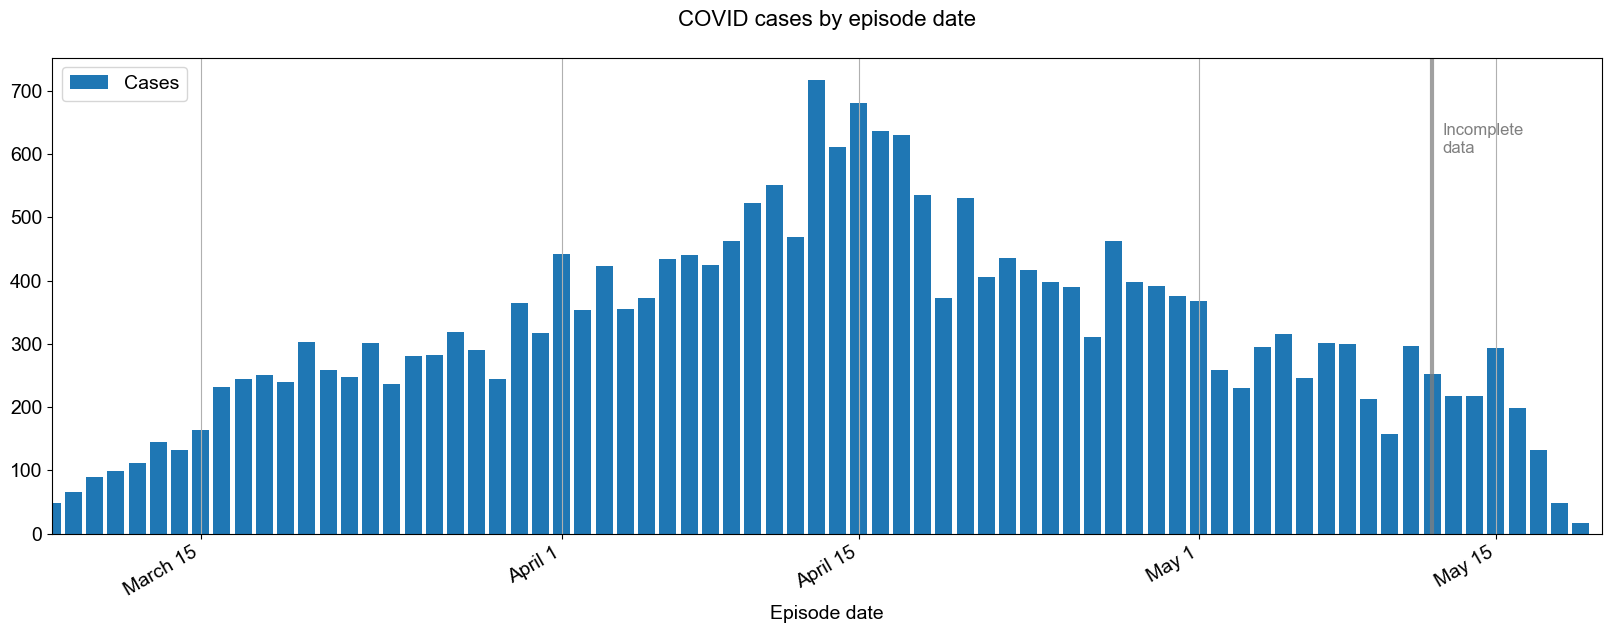 COVID cases by episode date
Cases
700
600
500
400
300
200
100
0
Incomplete
data
March 15
April 1
April 15
May 1
May 15
Episode date